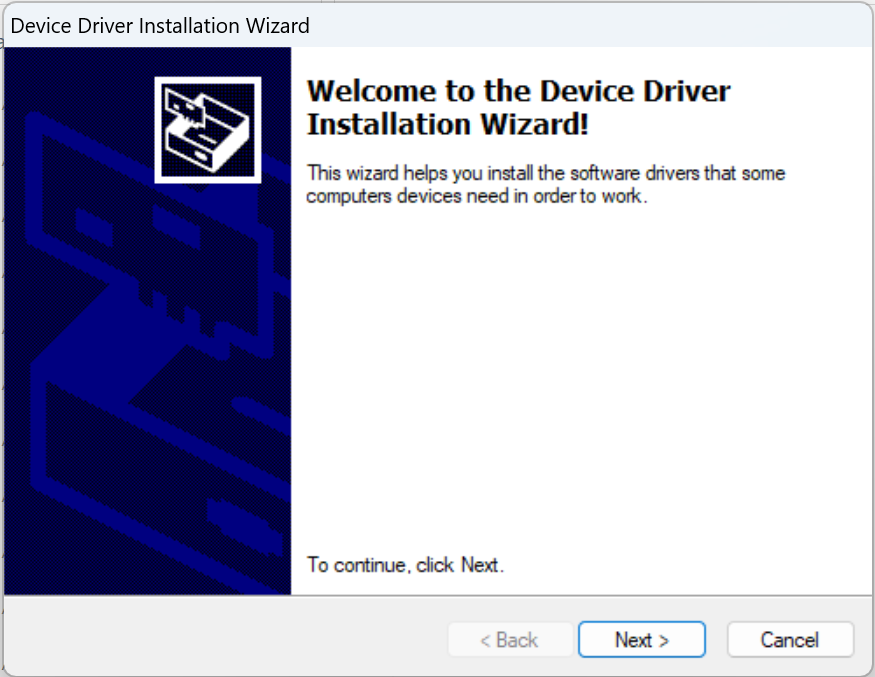 Device Driver Installation Wizard
Welcome to the Device Driver
Installation Wizard!
This wizard helps you install the software drivers that some
computers devices need in order to work.
To continue, click Next.
< Back
Next >
Cancel